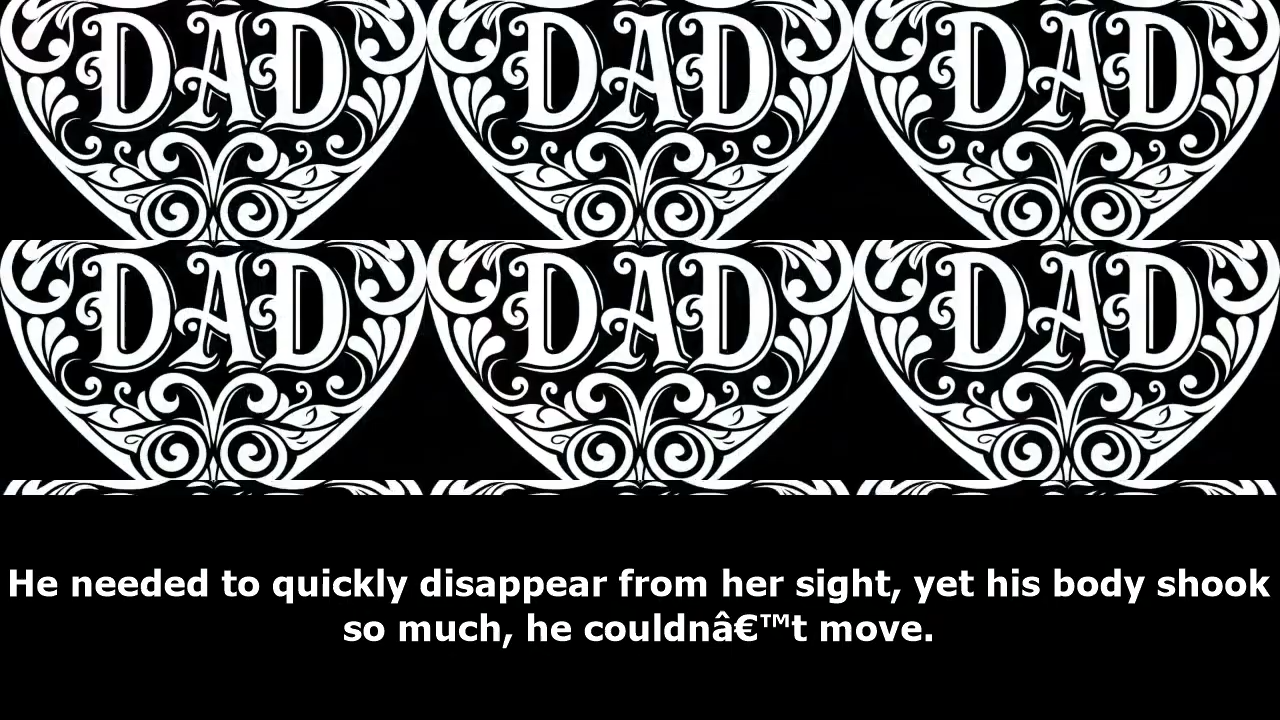 DAD DAD DAD
DAD DAD DAD
He needed to quickly disappear from her sight, yet his body shook
so much, he couldnâ€™t move.